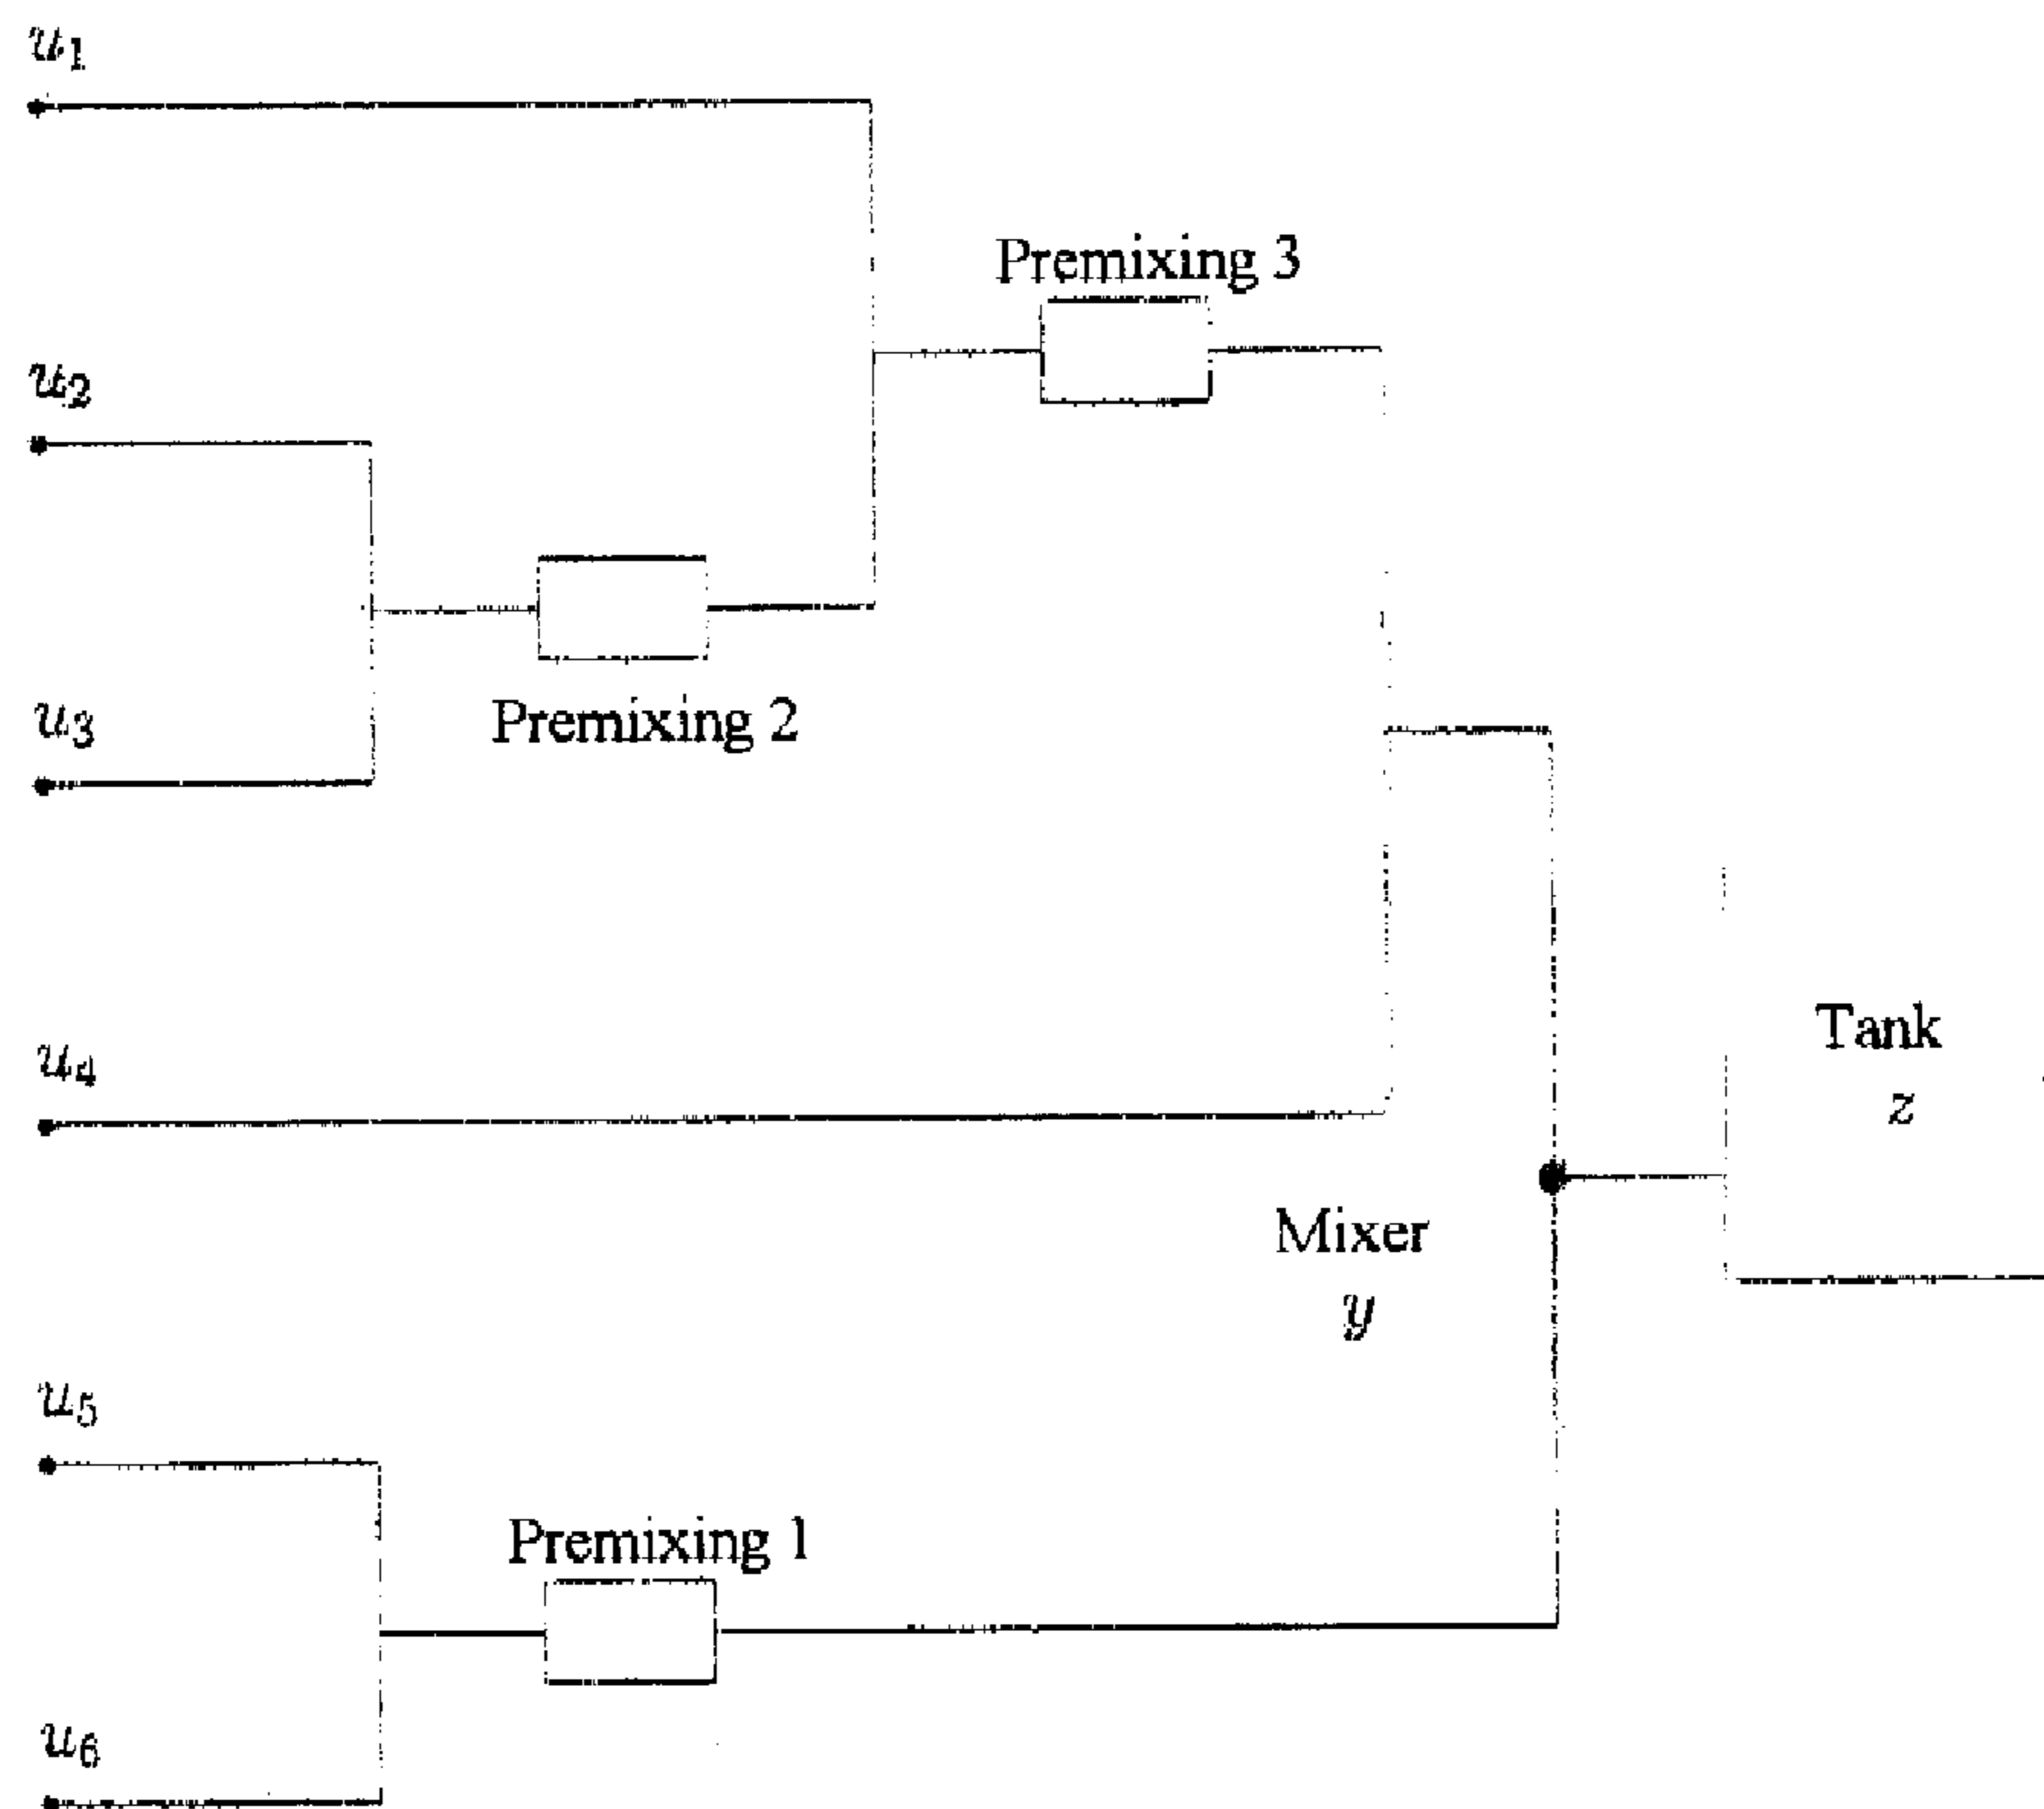 u1
Premixing 3
u2
u3
Premixing 2
u4
Tank
z
Mixer
y
u5
Premixing 1
u6